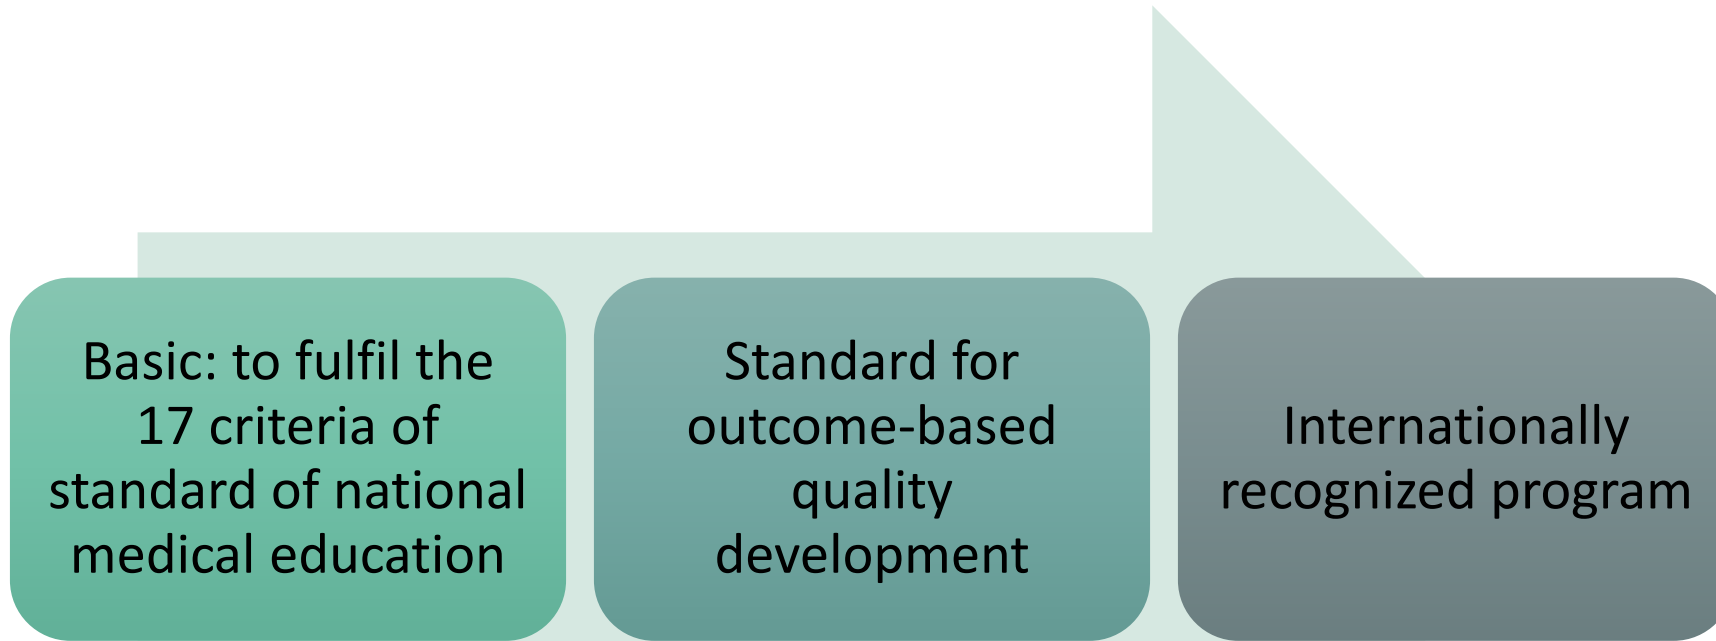 Basic: to fulfil the
17 criteria of
standard of national
medical education
Standard for
outcome-based
quality
development
Internationally
recognized program